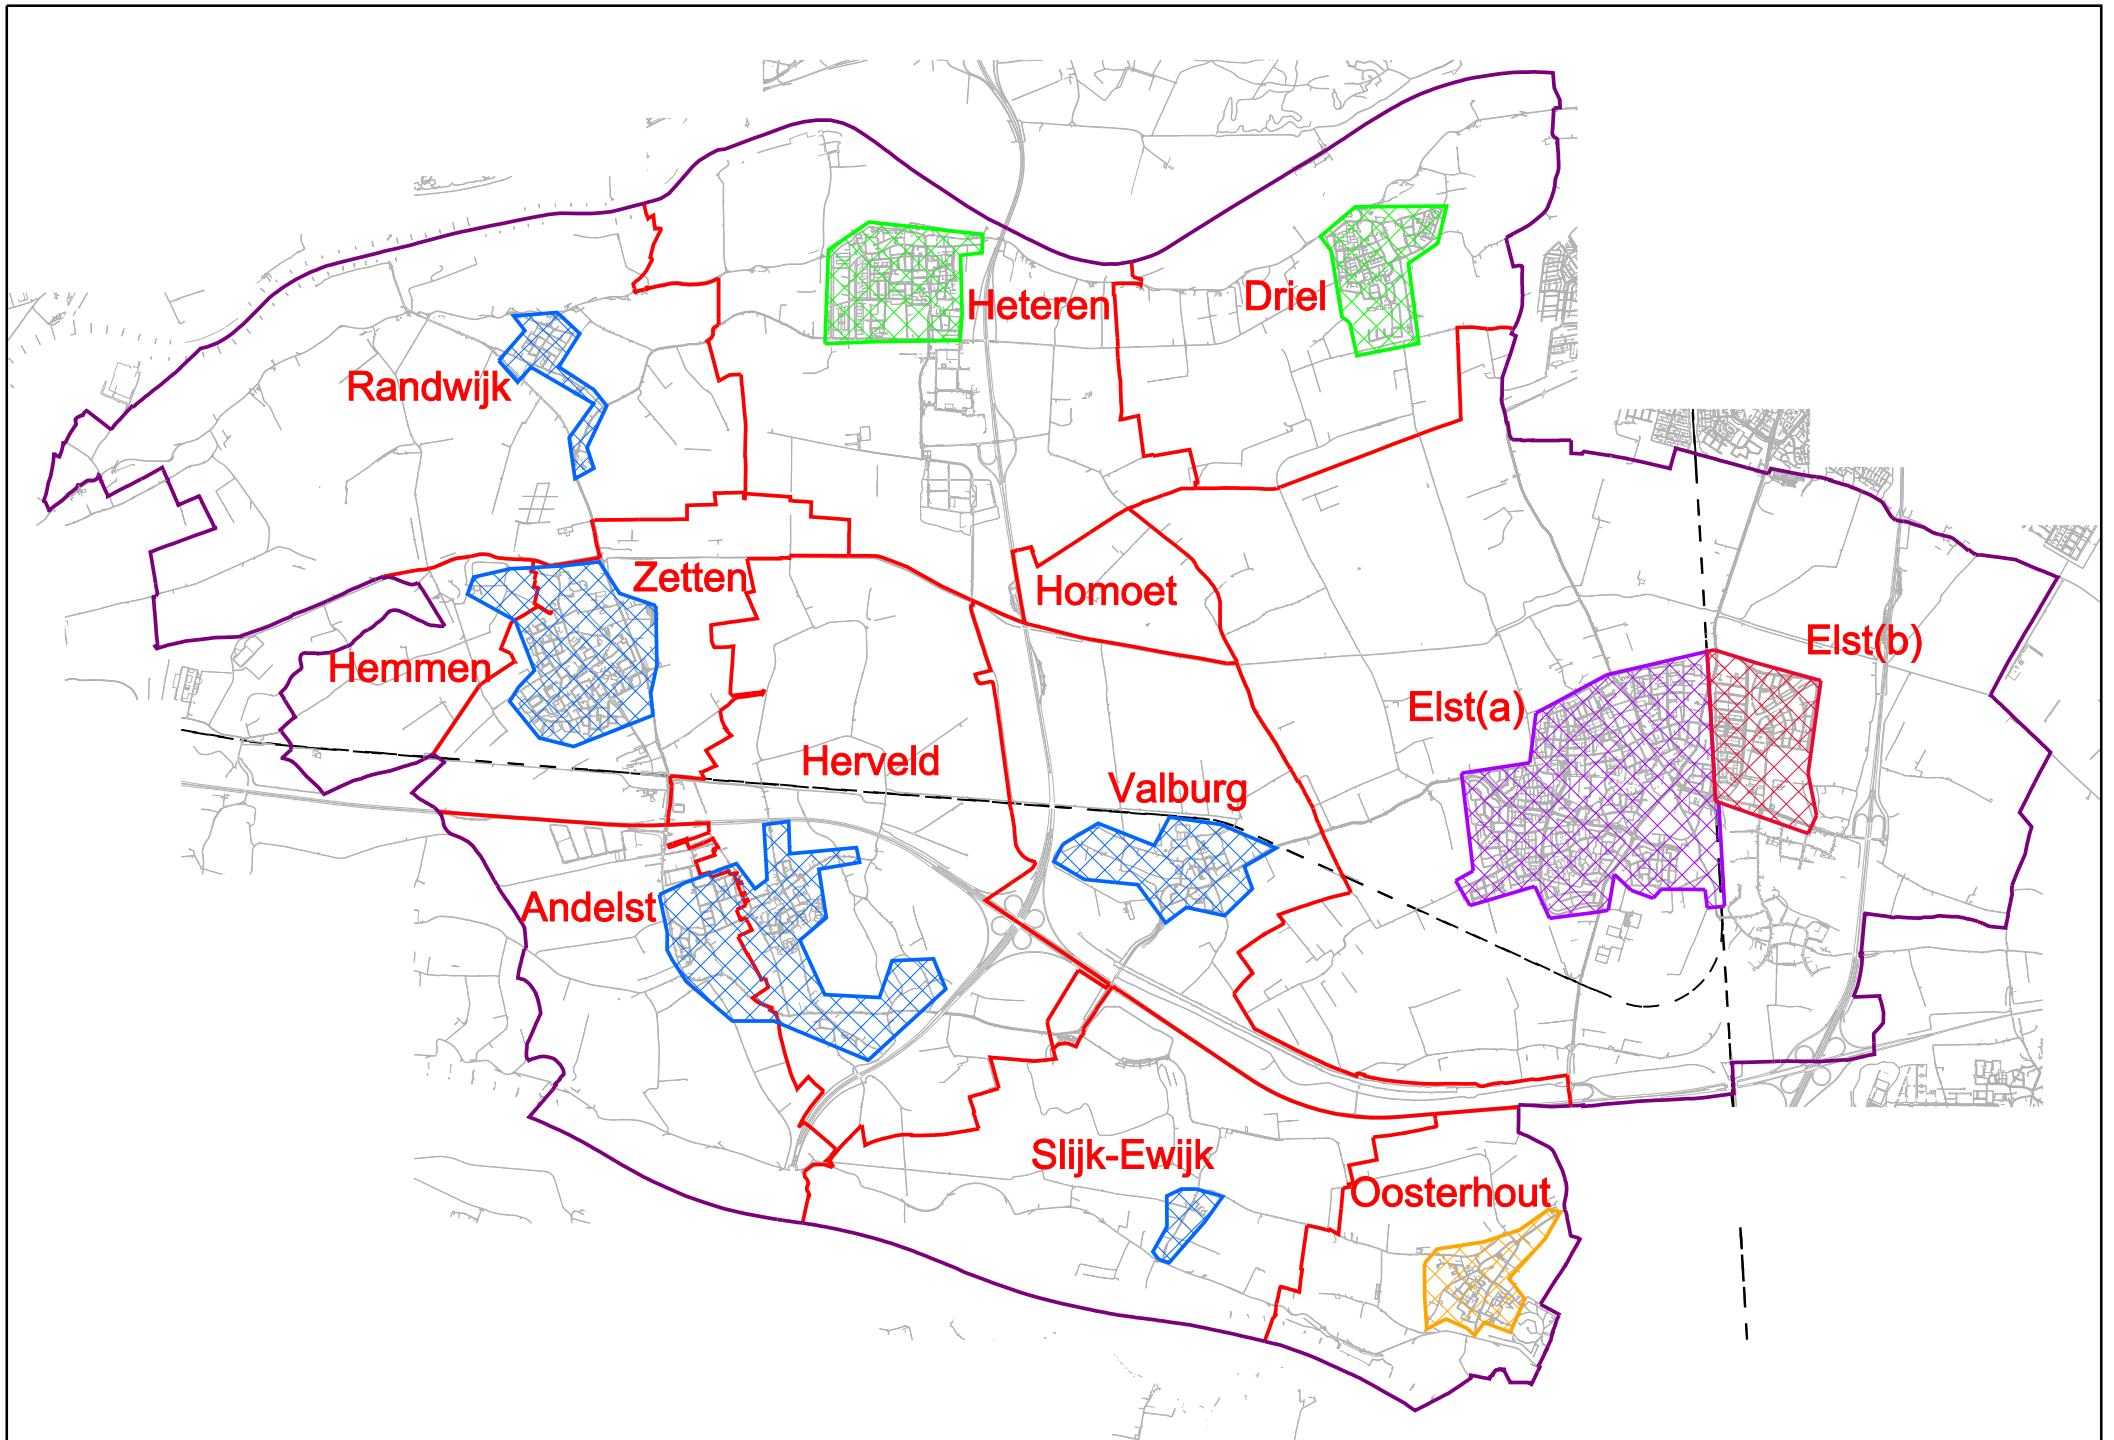 Heteren
Driel
Randwijk
Zetten
Homoet
Elst(b)
Hemmen
Elst(a)
Herveld
Valburg
Andelst
Slijk-Ewijk
Oosterhout